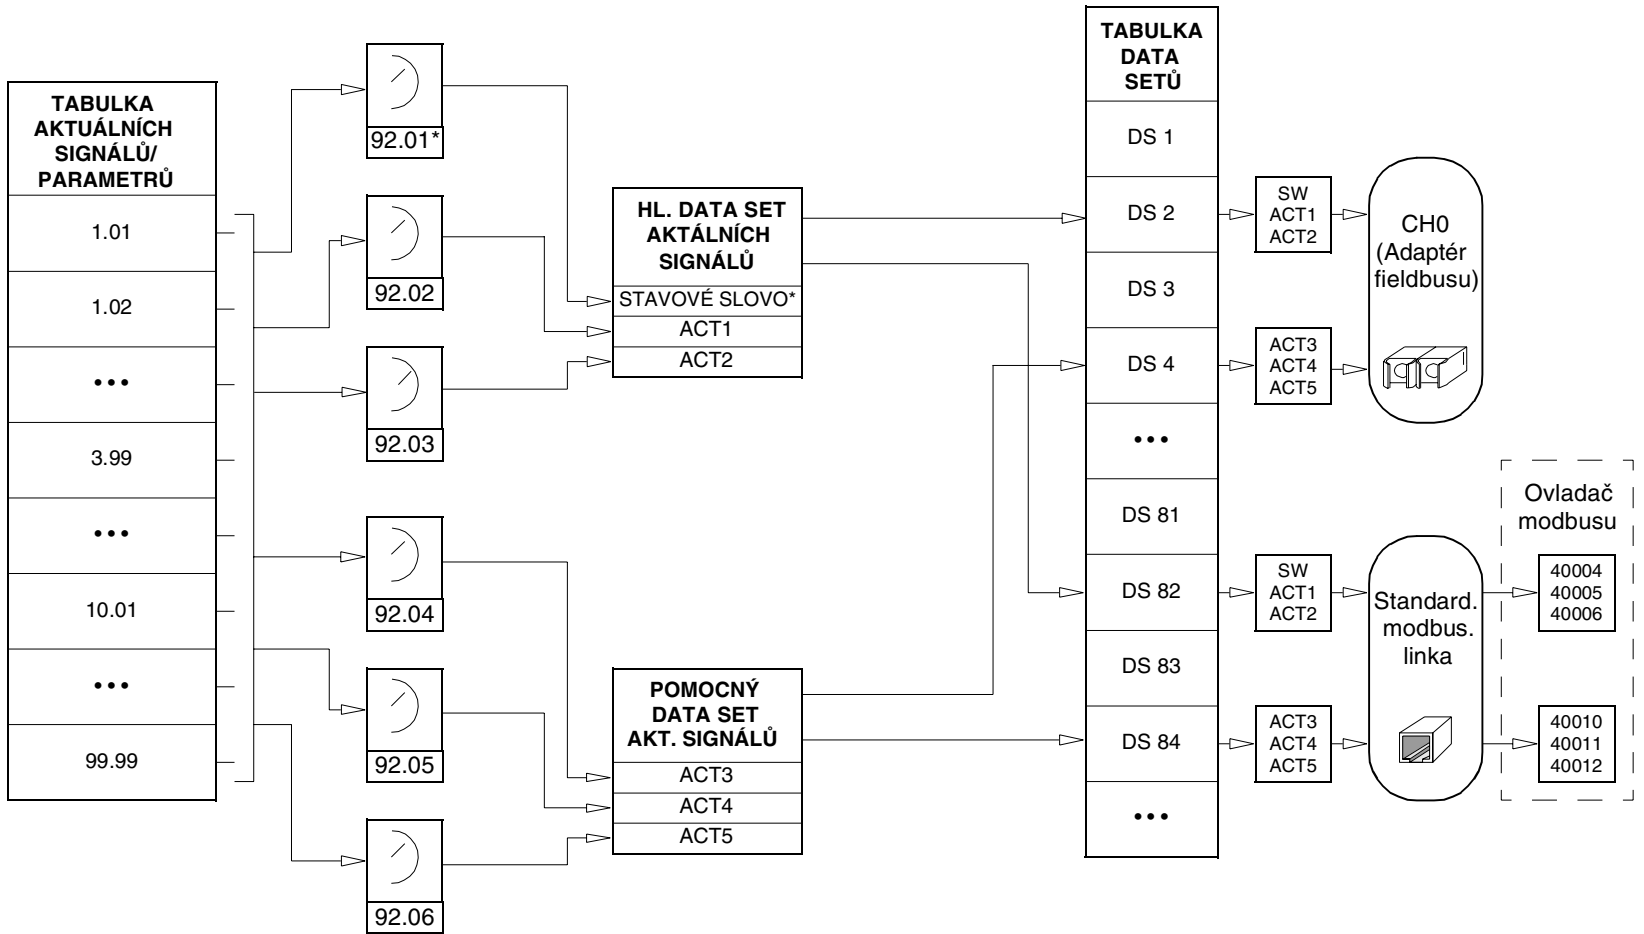 TABULKA
AKTUÁLNÍCH
SIGNÁLŮ/
PARAMETRŮ
1.01
1.02
•••
3.99
•••
10.01
•••
99.99
92.01*
92.02
92.03
92.04
92.05
92.06
HL. DATA SET
AKTÁLNÍCH
SIGNÁLŮ
STAVOVÉ SLOVO*
ACT1
ACT2
POMOCNÝ
DATA SET
AKT. SIGNÁLŮ
ACT3
ACT4
ACT5
TABULKA
DATA
SETŮ
DS 1
DS 2
DS 3
DS 4
•••
DS 81
DS 82
DS 83
DS 84
•••
SW
ACT1
ACT2
ACT3
ACT4
ACT5
SW
ACT1
ACT2
ACT3
ACT4
ACT5
CH0
(Adaptér
fieldbusu)
Standard.
modbus.
linka
Ovladač
modbusu
40004
40005
40006
40010
40011
40012